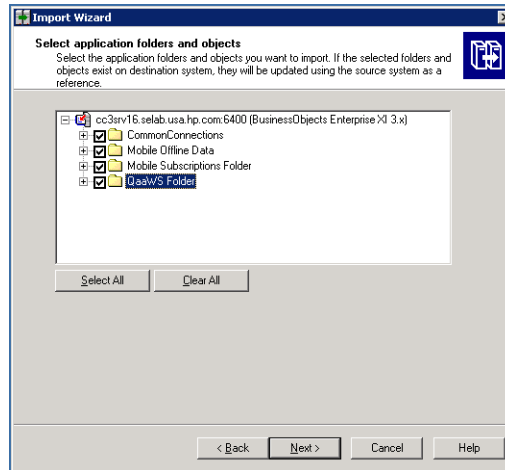 Import Wizard
Select application folders and objects
Select the application folders and objects you want to import. If the selected folders and
objects exist on destination system, they will be updated using the source system as a
reference.
cc3srv16.selab.usa.hp.com:6400 (BusinessObjects Enterprise XI 3.x)
CommonConnections
Mobile Offline Data
Mobile Subscriptions Folder
QaaWS Folder
Select All Clear All
< Back Next > Cancel Help